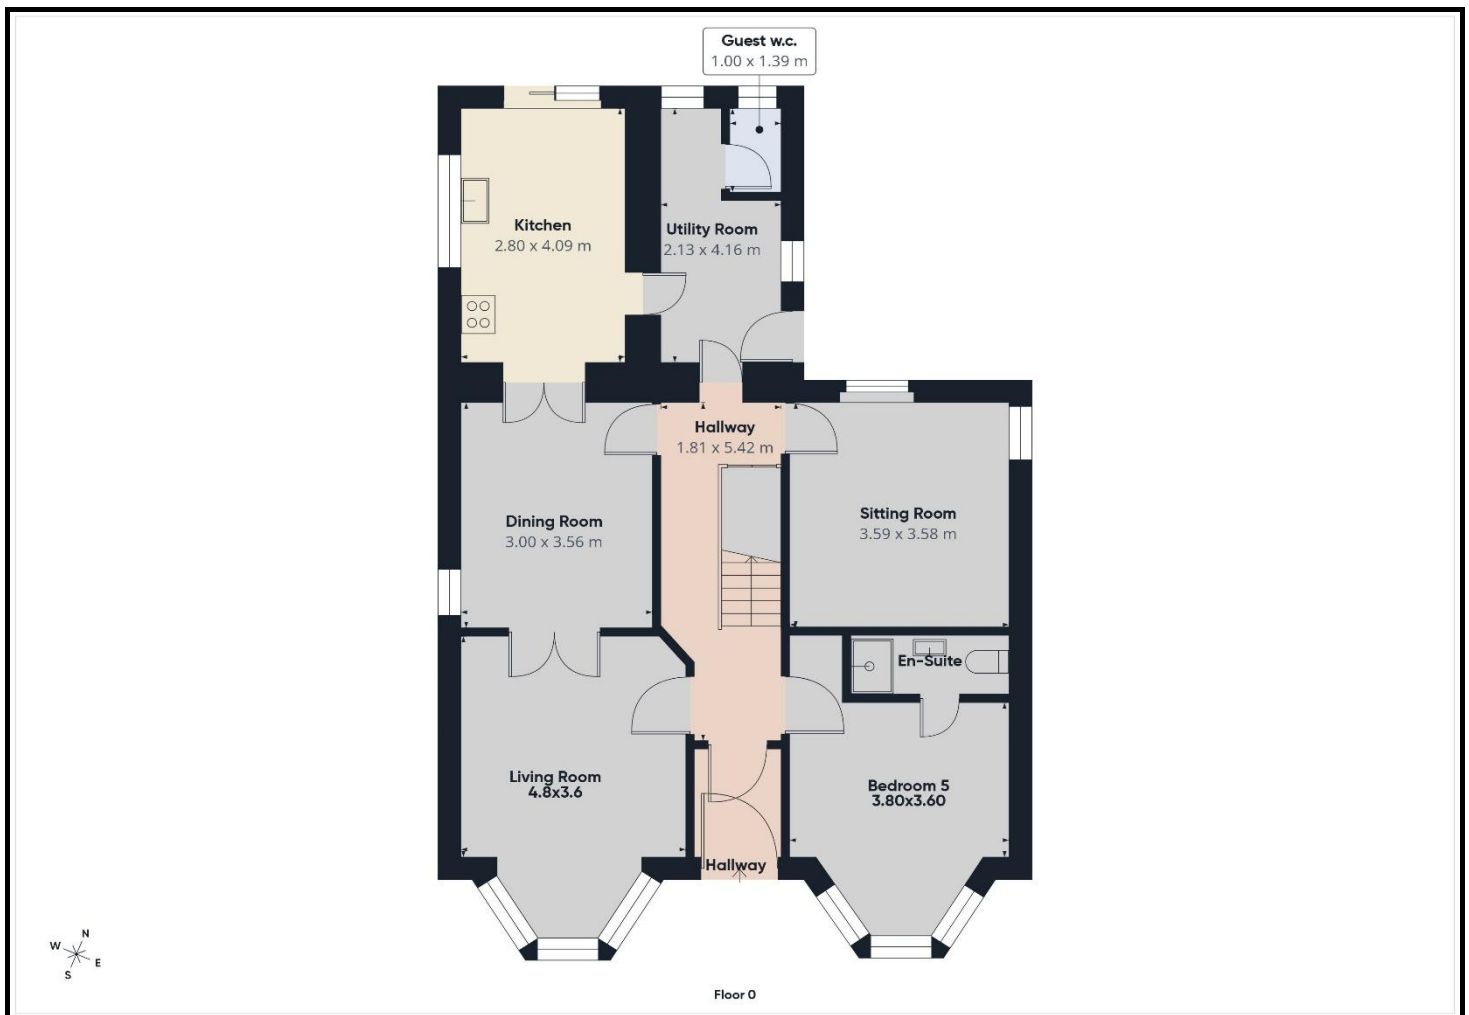 Guest w.c.
1.00 x 1.39 m
Kitchen
2.80 x 4.09 m
Utility Room
2.13 x 4.16 m
Hallway
1.81 x 5.42 m
Dining Room
3.00 x 3.56 m
Sitting Room
3.59 x 3.58 m
En-Suite
Living Room
4.8x3.6
Bedroom 5
3.80x3.60
Hallway
N
W
E
S
Floor 0